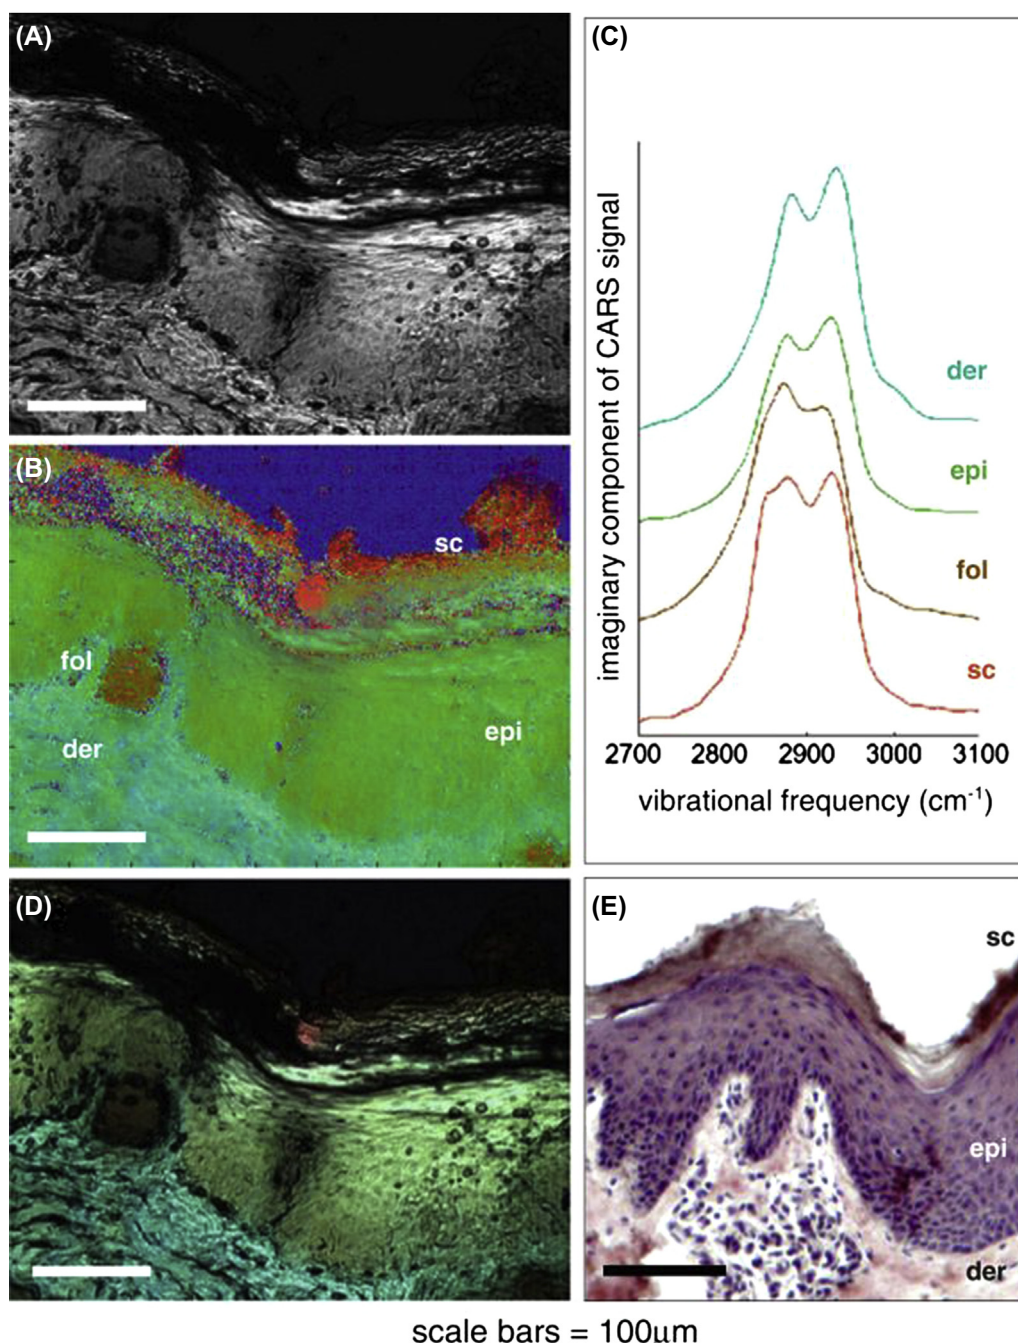 (A)
(B)
sc
fol
der
epi
(C)
imaginary component of CARS signal
der
epi
fol
sc
2700 2800 2900 3000 3100
vibrational frequency (cm⁻¹)
(D)
(E)
sc
epi
der
scale bars = 100μm